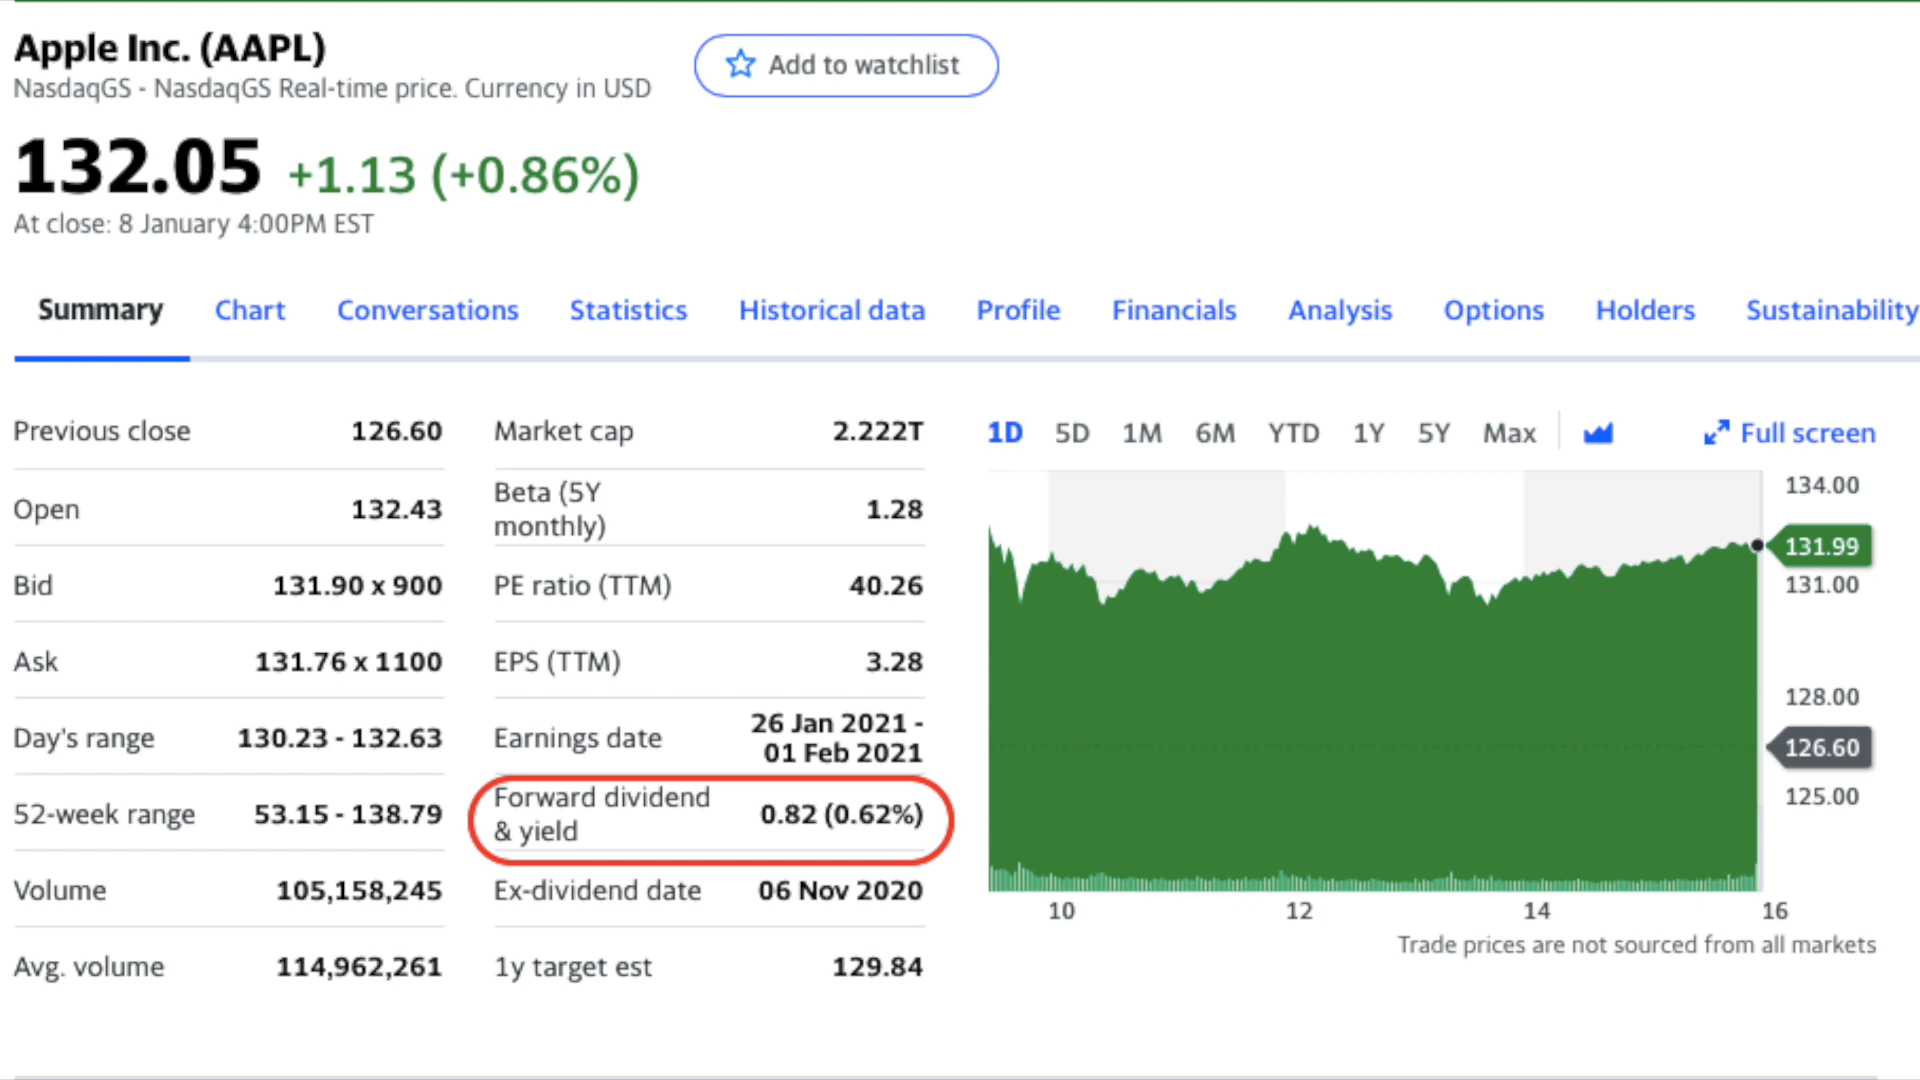 Apple Inc. (AAPL)
NasdaqGS - NasdaqGS Real-time price. Currency in USD
Add to watchlist
132.05 +1.13 (+0.86%)
At close: 8 January 4:00PM EST
Summary Chart Conversations Statistics Historical data Profile Financials Analysis Options Holders Sustainability
Previous close 126.60
Open 132.43
Bid 131.90 x 900
Ask 131.76 x 1100
Day's range 130.23 - 132.63
52-week range 53.15 - 138.79
Volume 105,158,245
Avg. volume 114,962,261
Market cap 2.222T
Beta (5Y
monthly) 1.28
PE ratio (TTM) 40.26
EPS (TTM) 3.28
Earnings date 26 Jan 2021 -
01 Feb 2021
Forward dividend
& yield 0.82 (0.62%)
Ex-dividend date 06 Nov 2020
1y target est 129.84
1D 5D 1M 6M YTD 1Y 5Y Max Full screen
134.00
131.99
131.00
128.00
126.60
125.00
10 12 14 16
Trade prices are not sourced from all markets